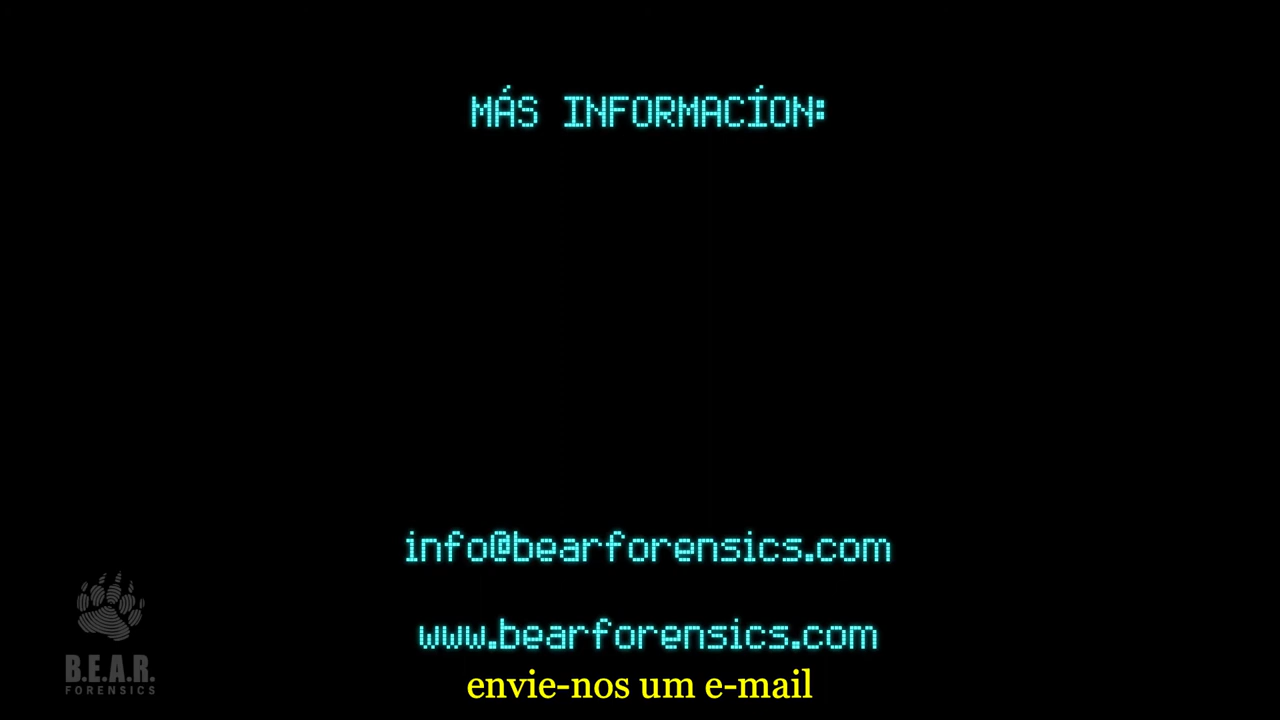 MÁS INFORMACÍON:
info@bearforensics.com
www.bearforensics.com
B.E.A.R.
FORENSICS
envie-nos um e-mail